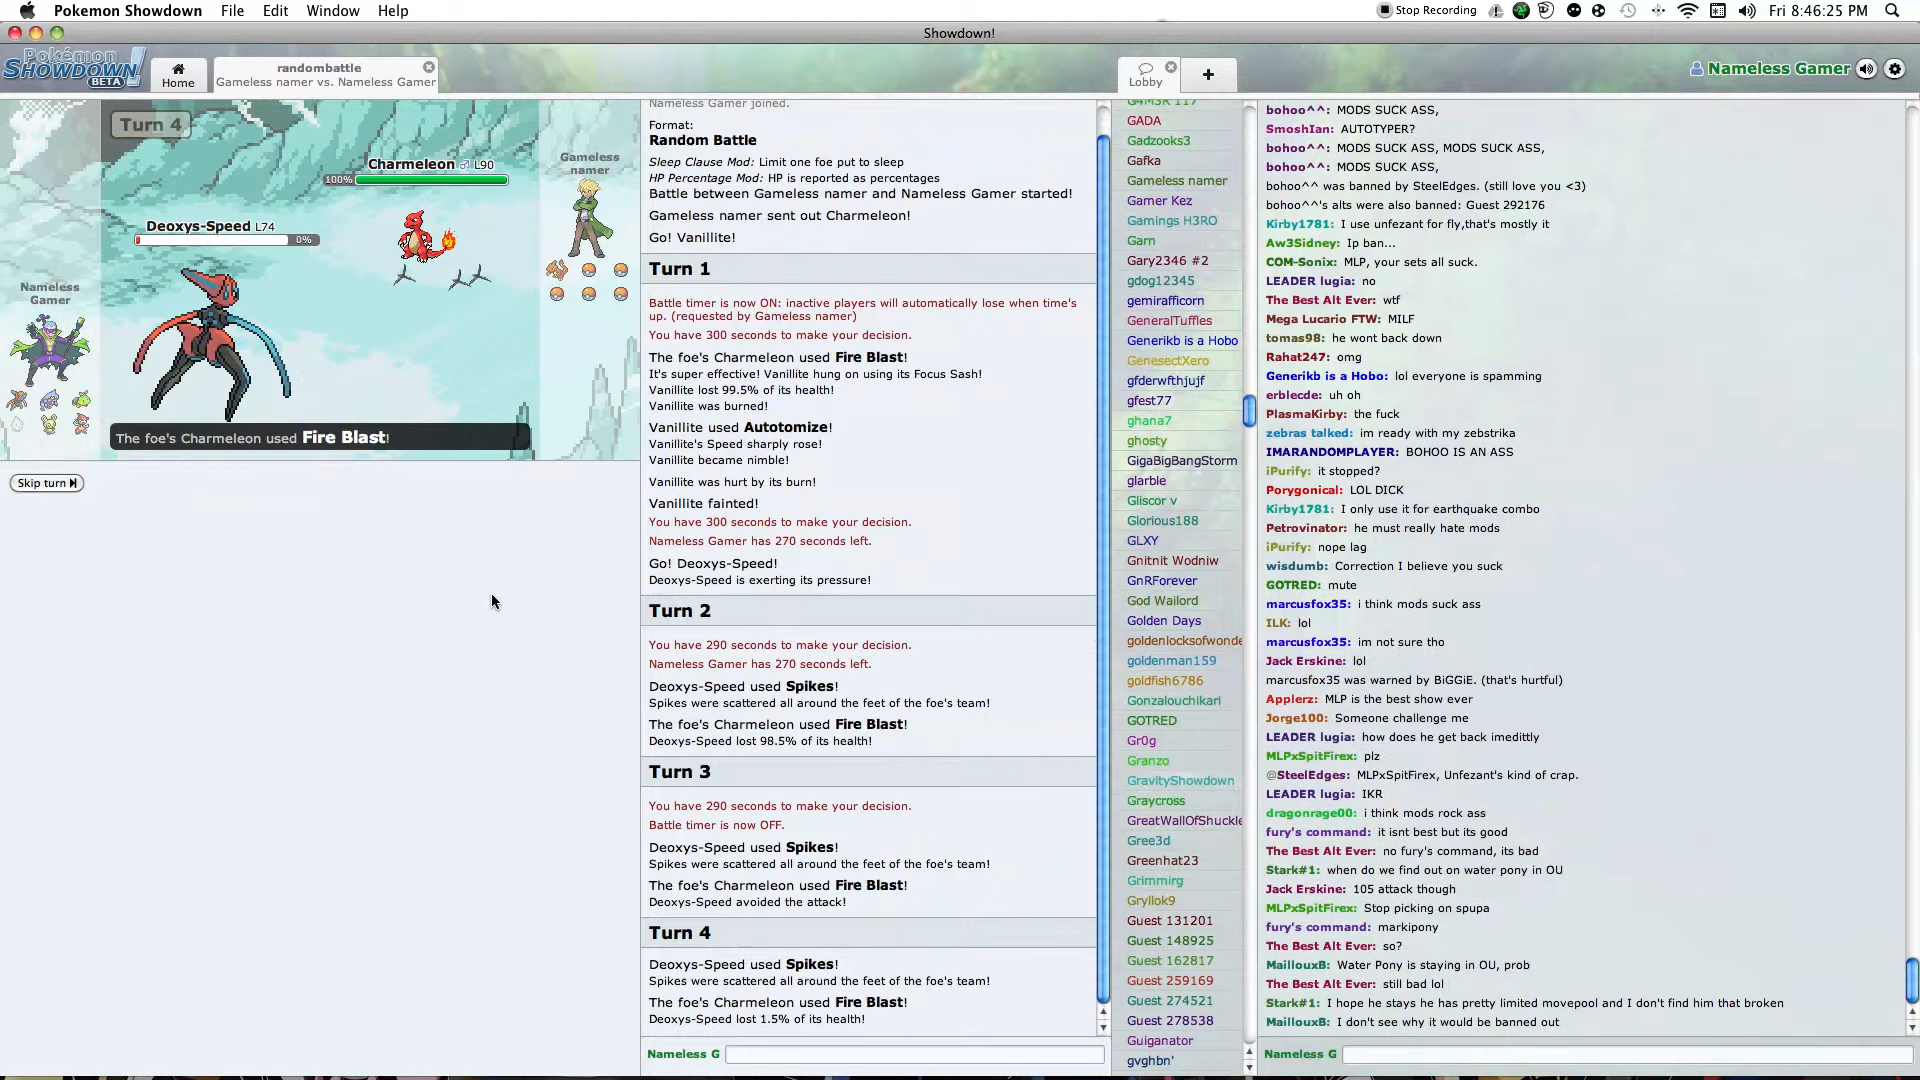 Pokemon Showdown File Edit Window Help
Stop Recording Fri 8:46:25 PM
Showdown!
Pokémon
SHOWDOWN!
BETA
Home
randombattle
Gameless namer vs. Nameless Gamer
Lobby
+
Nameless Gamer
Turn 4
Charmeleon ♂ L90
100%
Deoxys-Speed L74
0%
Gameless
namer
Nameless
Gamer
The foe's Charmeleon used Fire Blast!
Skip turn
Nameless Gamer joined.
Format:
Random Battle
Sleep Clause Mod: Limit one foe put to sleep
HP Percentage Mod: HP is reported as percentages
Battle between Gameless namer and Nameless Gamer started!
Gameless namer sent out Charmeleon!
Go! Vanillite!
Turn 1
Battle timer is now ON: inactive players will automatically lose when time's
up. (requested by Gameless namer)
You have 300 seconds to make your decision.
The foe's Charmeleon used Fire Blast!
It's super effective! Vanillite hung on using its Focus Sash!
Vanillite lost 99.5% of its health!
Vanillite was burned!
Vanillite used Autotomize!
Vanillite's Speed sharply rose!
Vanillite became nimble!
Vanillite was hurt by its burn!
Vanillite fainted!
You have 300 seconds to make your decision.
Nameless Gamer has 270 seconds left.
Go! Deoxys-Speed!
Deoxys-Speed is exerting its pressure!
Turn 2
You have 290 seconds to make your decision.
Nameless Gamer has 270 seconds left.
Deoxys-Speed used Spikes!
Spikes were scattered all around the feet of the foe's team!
The foe's Charmeleon used Fire Blast!
Deoxys-Speed lost 98.5% of its health!
Turn 3
You have 290 seconds to make your decision.
Battle timer is now OFF.
Deoxys-Speed used Spikes!
Spikes were scattered all around the feet of the foe's team!
The foe's Charmeleon used Fire Blast!
Deoxys-Speed avoided the attack!
Turn 4
Deoxys-Speed used Spikes!
Spikes were scattered all around the feet of the foe's team!
The foe's Charmeleon used Fire Blast!
Deoxys-Speed lost 1.5% of its health!
Nameless G
G4M3R 117
GADA
Gadzooks3
Gafka
Gameless namer
Gamer Kez
Gamings H3RO
Garn
Gary2346 #2
gdog12345
gemirafficorn
GeneralTuffles
Generikb is a Hobo
GenesectXero
gfderwfthjujf
gfest77
ghana7
ghosty
GigaBigBangStorm
glarble
Gliscor v
Glorious188
GLXY
Gnitnit Wodniw
GnRForever
God Wailord
Golden Days
goldenlocksofwonde
goldenman159
goldfish6786
Gonzalouchikari
GOTRED
Gr0g
Granzo
GravityShowdown
Graycross
GreatWallOfShuckle
Gree3d
Greenhat23
Grimmirg
Gryllok9
Guest 131201
Guest 148925
Guest 162817
Guest 259169
Guest 274521
Guest 278538
Guiganator
gvghbn'
bohoo^^: MODS SUCK ASS,
SmoshIan: AUTOTYPER?
bohoo^^: MODS SUCK ASS, MODS SUCK ASS,
bohoo^^: MODS SUCK ASS,
bohoo^^ was banned by SteelEdges. (still love you <3)
bohoo^^'s alts were also banned: Guest 292176
Kirby1781: I use unfezant for fly,that's mostly it
Aw3Sidney: Ip ban...
COM-Sonix: MLP, your sets all suck.
LEADER lugia: no
The Best Alt Ever: wtf
Mega Lucario FTW: MILF
tomas98: he wont back down
Rahat247: omg
Generikb is a Hobo: lol everyone is spamming
erblecde: uh oh
PlasmaKirby: the fuck
zebras talked: im ready with my zebstrika
IMARANDOMPLAYER: BOHOO IS AN ASS
iPurify: it stopped?
Porygonical: LOL DICK
Kirby1781: I only use it for earthquake combo
Petrovinator: he must really hate mods
iPurify: nope lag
wisdumb: Correction I believe you suck
GOTRED: mute
marcusfox35: i think mods suck ass
ILK: lol
marcusfox35: im not sure tho
Jack Erskine: lol
marcusfox35 was warned by BiGGiE. (that's hurtful)
Applerz: MLP is the best show ever
Jorge100: Someone challenge me
LEADER lugia: how does he get back imedittly
MLPxSpitFirex: plz
@SteelEdges: MLPxSpitFirex, Unfezant's kind of crap.
LEADER lugia: IKR
dragonrage00: i think mods rock ass
fury's command: it isnt best but its good
The Best Alt Ever: no fury's command, its bad
Stark#1: when do we find out on water pony in OU
Jack Erskine: 105 attack though
MLPxSpitFirex: Stop picking on spupa
fury's command: markipony
The Best Alt Ever: so?
MaillouxB: Water Pony is staying in OU, prob
The Best Alt Ever: still bad lol
Stark#1: I hope he stays he has pretty limited movepool and I don't find him that broken
MaillouxB: I don't see why it would be banned out
Nameless G